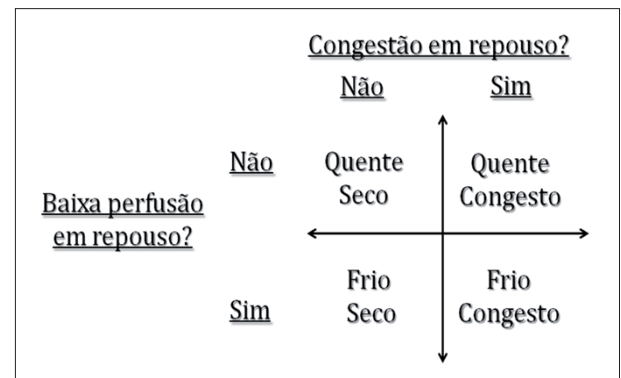 Congestão em repouso?
Não Sim
Não
Quente
Seco
Quente
Congesto
Baixa perfusão
em repouso?
Sim
Frio
Seco
Frio
Congesto